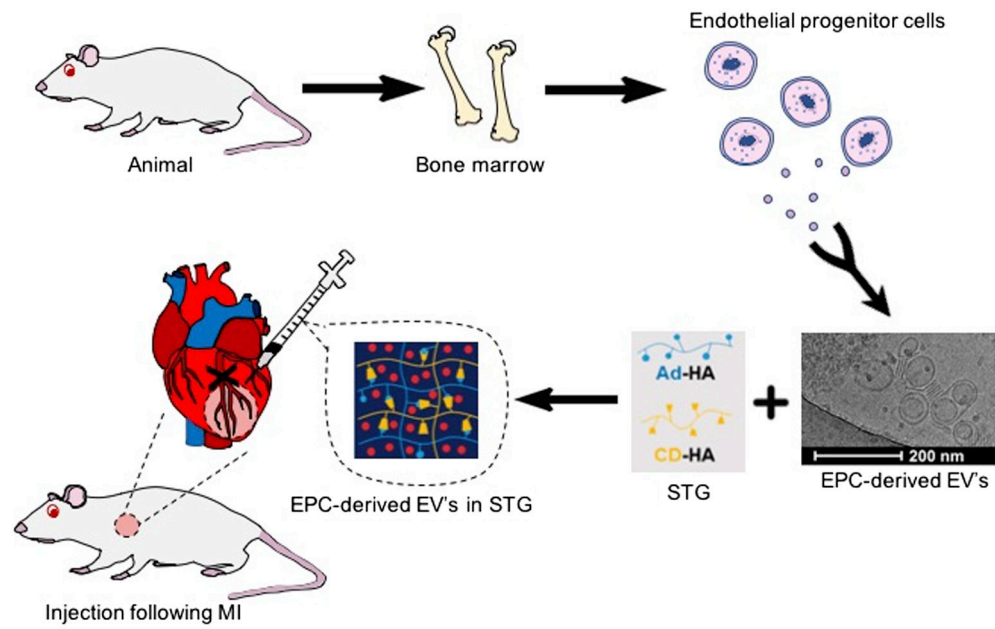 Endothelial progenitor cells
Animal
Bone marrow
Ad-HA
CD-HA
200 nm
STG
EPC-derived EV's
EPC-derived EV's in STG
Injection following MI